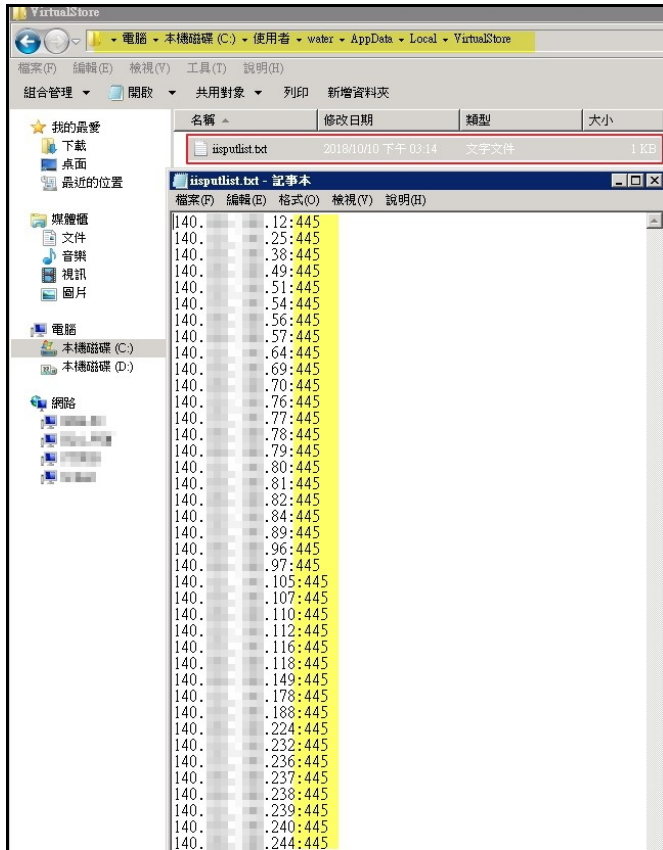 VirtualStore
電腦 本機磁碟 (C:) 使用者 water AppData Local VirtualStore
檔案(F) 編輯(E) 檢視(V) 工具(T) 說明(H)
組合管理 開啟 共用對象 列印 新增資料夾
名稱 修改日期 類型 大小
iisputlist.txt 2018/10/10 下午 03:14 文字文件 1 KB
我的最愛
下載
桌面
最近的位置
媒體櫃
文件
音樂
視訊
圖片
電腦
本機磁碟 (C:)
本機磁碟 (D:)
網路
iisputlist.txt - 記事本
檔案(F) 編輯(E) 格式(O) 檢視(V) 說明(H)
140. .12:445
140. .25:445
140. .38:445
140. .49:445
140. .51:445
140. .54:445
140. .56:445
140. .57:445
140. .64:445
140. .69:445
140. .70:445
140. .76:445
140. .77:445
140. .78:445
140. .79:445
140. .80:445
140. .81:445
140. .82:445
140. .84:445
140. .89:445
140. .96:445
140. .97:445
140. .105:445
140. .107:445
140. .110:445
140. .112:445
140. .116:445
140. .118:445
140. .149:445
140. .178:445
140. .188:445
140. .224:445
140. .232:445
140. .236:445
140. .237:445
140. .238:445
140. .239:445
140. .240:445
140. .244:445